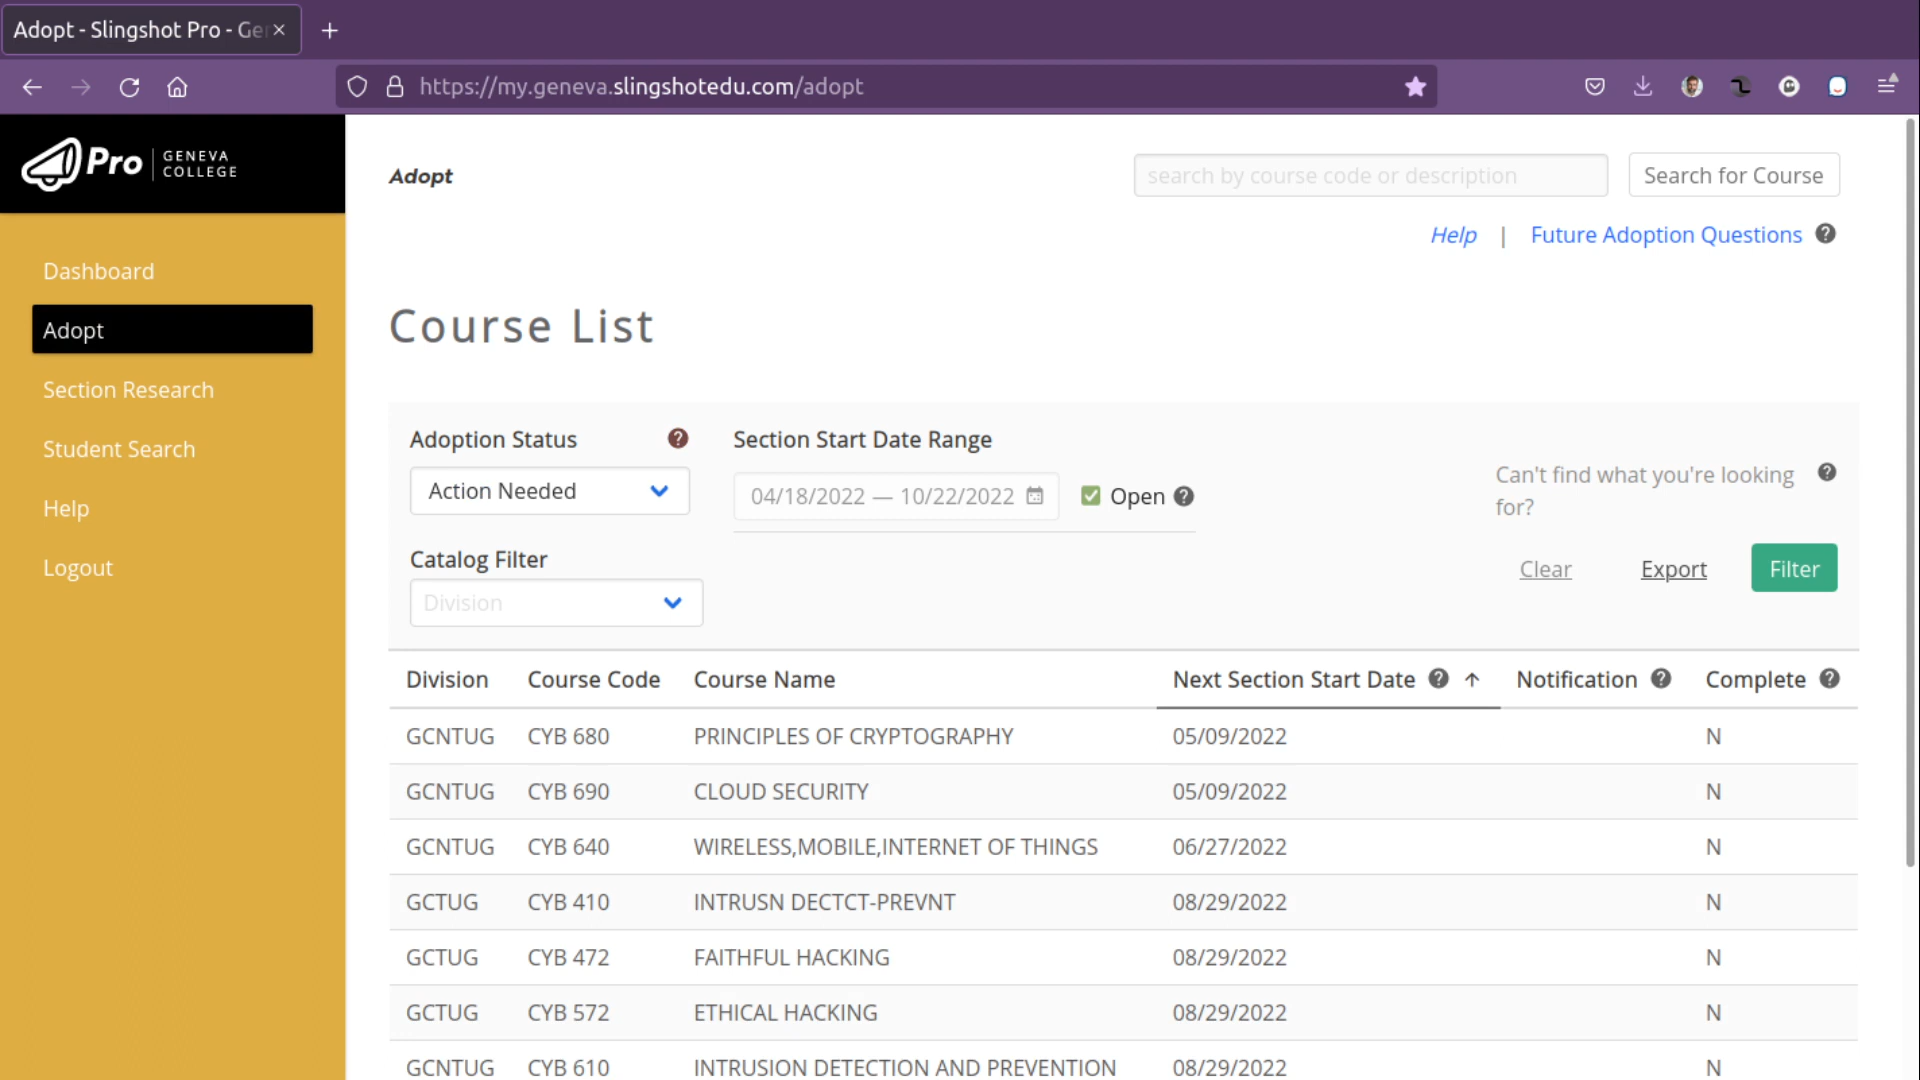 Adopt - Slingshot Pro - Ge
https://my.geneva.slingshotedu.com/adopt
Pro GENEVA COLLEGE
Dashboard
Adopt
Section Research
Student Search
Help
Logout
Adopt
search by course code or description
Search for Course
Help | Future Adoption Questions ?
Course List
Adoption Status ?
Action Needed
Section Start Date Range
04/18/2022 — 10/22/2022
Open ?
Catalog Filter
Division
Can't find what you're looking ?
for?
Clear Export Filter
Division Course Code Course Name Next Section Start Date ? ↑ Notification ? Complete ?
GCNTUG CYB 680 PRINCIPLES OF CRYPTOGRAPHY 05/09/2022 N
GCNTUG CYB 690 CLOUD SECURITY 05/09/2022 N
GCNTUG CYB 640 WIRELESS,MOBILE,INTERNET OF THINGS 06/27/2022 N
GCTUG CYB 410 INTRUSN DECTCT-PREVNT 08/29/2022 N
GCTUG CYB 472 FAITHFUL HACKING 08/29/2022 N
GCTUG CYB 572 ETHICAL HACKING 08/29/2022 N
GCNTUG CYB 610 INTRUSION DETECTION AND PREVENTION 08/29/2022 N